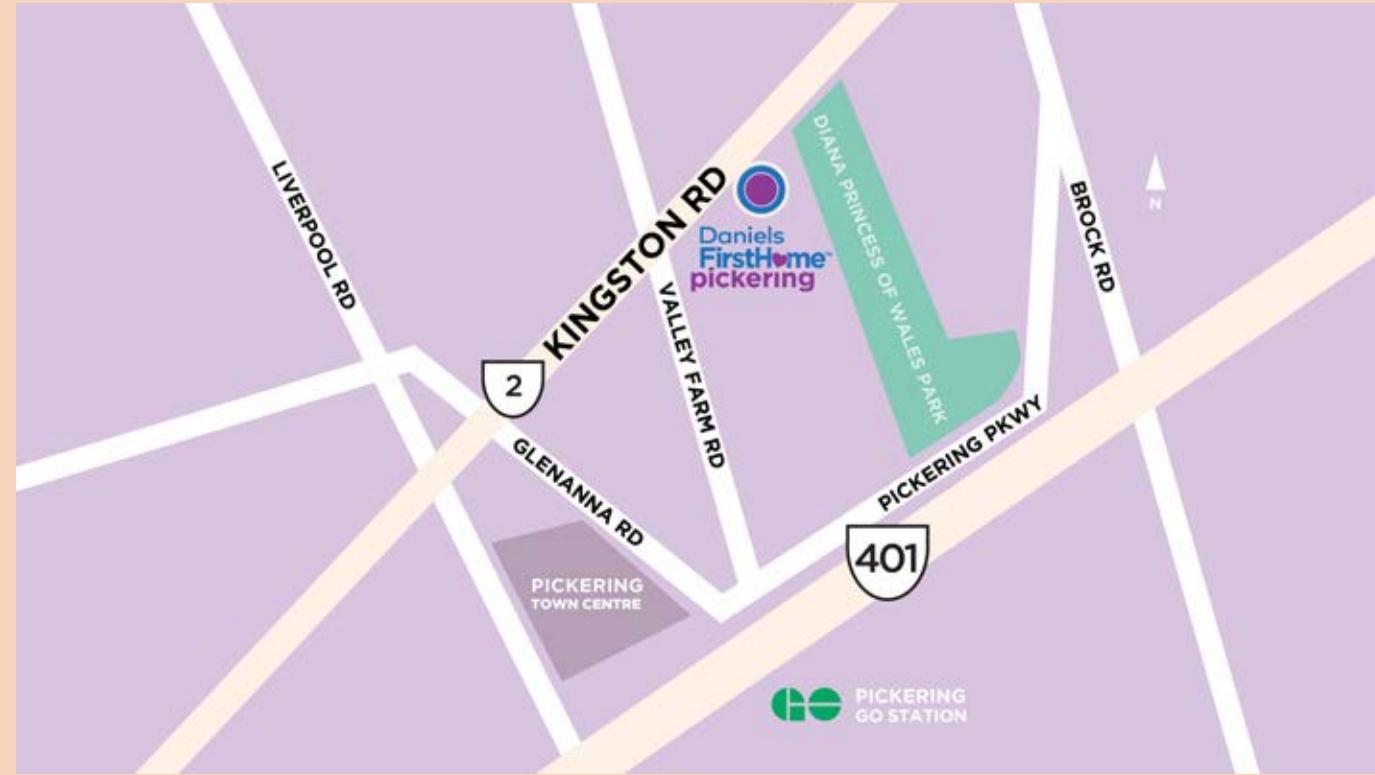 LIVERPOOL RD
KINGSTON RD
2
Daniels
FirstHome™
pickering
DIANA PRINCESS OF WALES PARK
BROCK RD
N
VALLEY FARM RD
GLENANNA RD
PICKERING PKWY
401
PICKERING
TOWN CENTRE
GO
PICKERING
GO STATION